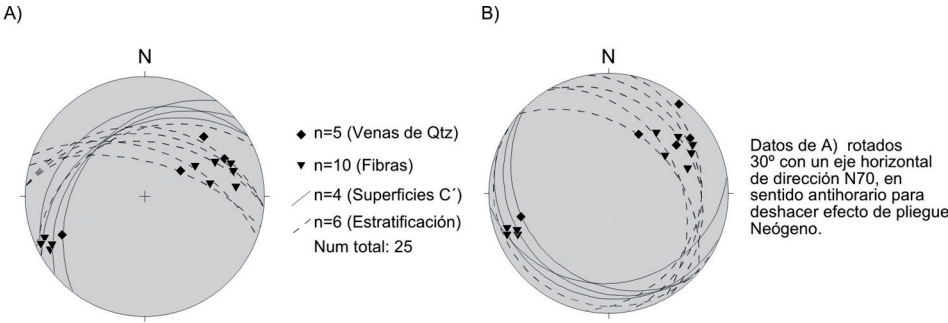 A)
N
n=5 (Venas de Qtz)
n=10 (Fibras)
n=4 (Superficies C´)
n=6 (Estratificación)
Num total: 25
B)
N
Datos de A) rotados
30º con un eje horizontal
de dirección N70, en
sentido antihorario para
deshacer efecto de pliegue
Neógeno.